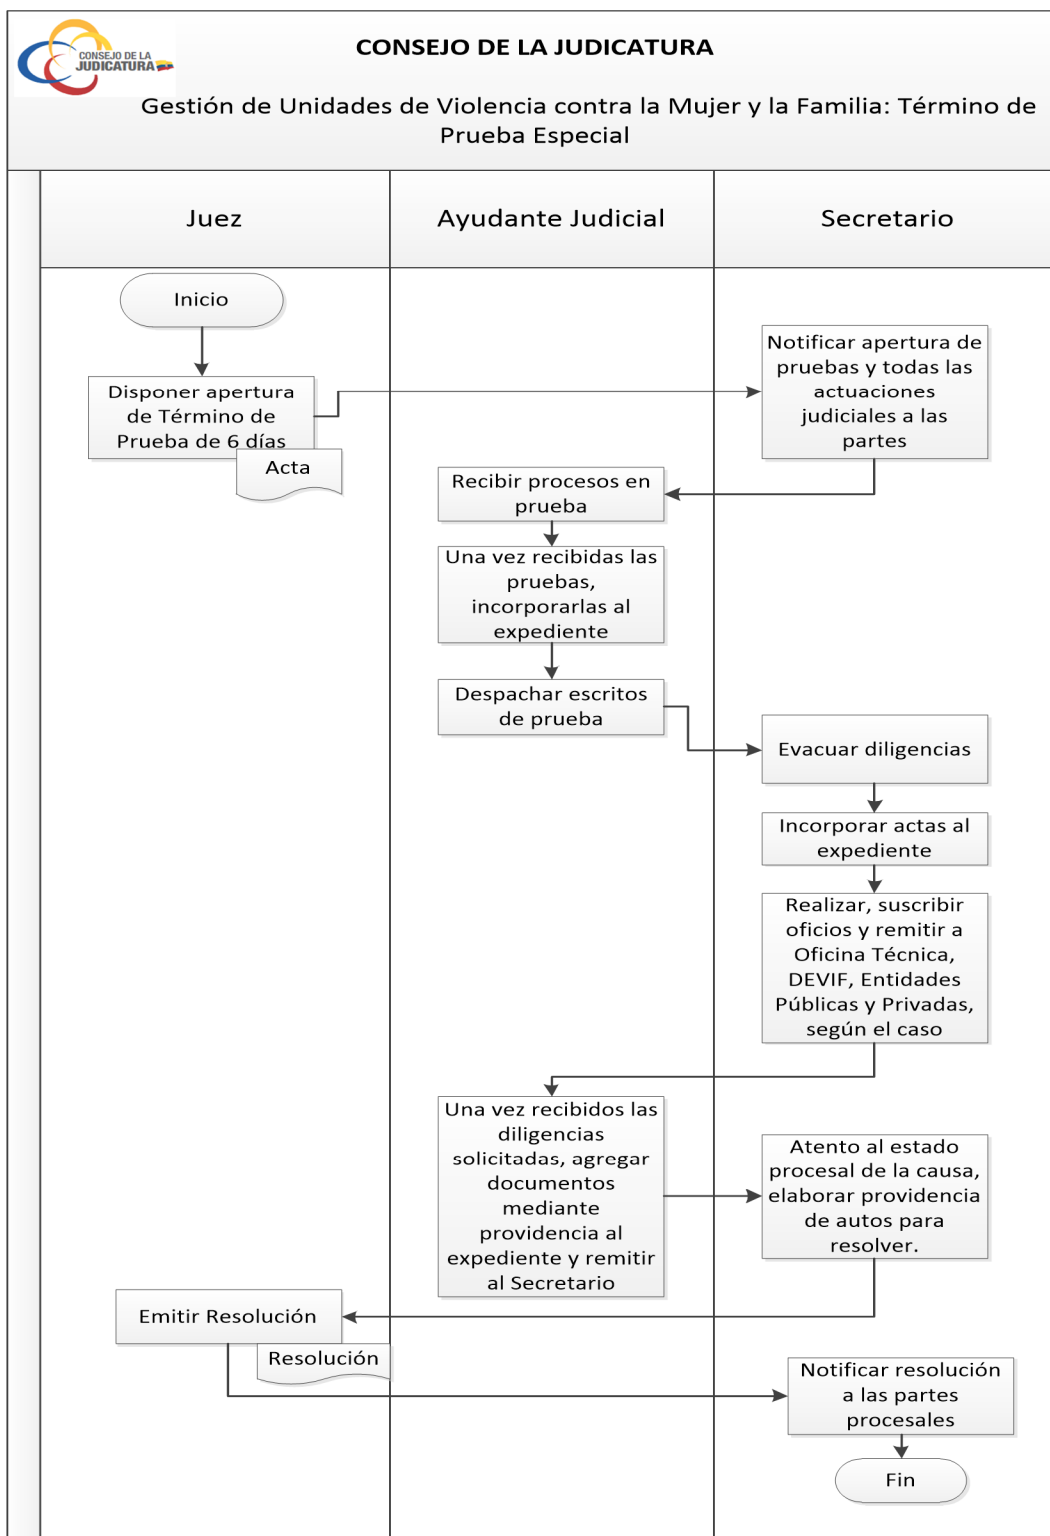 CONSEJO DE LA
JUDICATURA
CONSEJO DE LA JUDICATURA
Gestión de Unidades de Violencia contra la Mujer y la Familia: Término de
Prueba Especial
Juez
Ayudante Judicial
Secretario
Inicio
Disponer apertura
de Término de
Prueba de 6 días
Acta
Notificar apertura de
pruebas y todas las
actuaciones
judiciales a las
partes
Recibir procesos en
prueba
Una vez recibidas las
pruebas,
incorporarlas al
expediente
Despachar escritos
de prueba
Evacuar diligencias
Incorporar actas al
expediente
Realizar, suscribir
oficios y remitir a
Oficina Técnica,
DEVIF, Entidades
Públicas y Privadas,
según el caso
Una vez recibidos las
diligencias
solicitadas, agregar
documentos
mediante
providencia al
expediente y remitir
al Secretario
Atento al estado
procesal de la causa,
elaborar providencia
de autos para
resolver.
Emitir Resolución
Resolución
Notificar resolución
a las partes
procesales
Fin